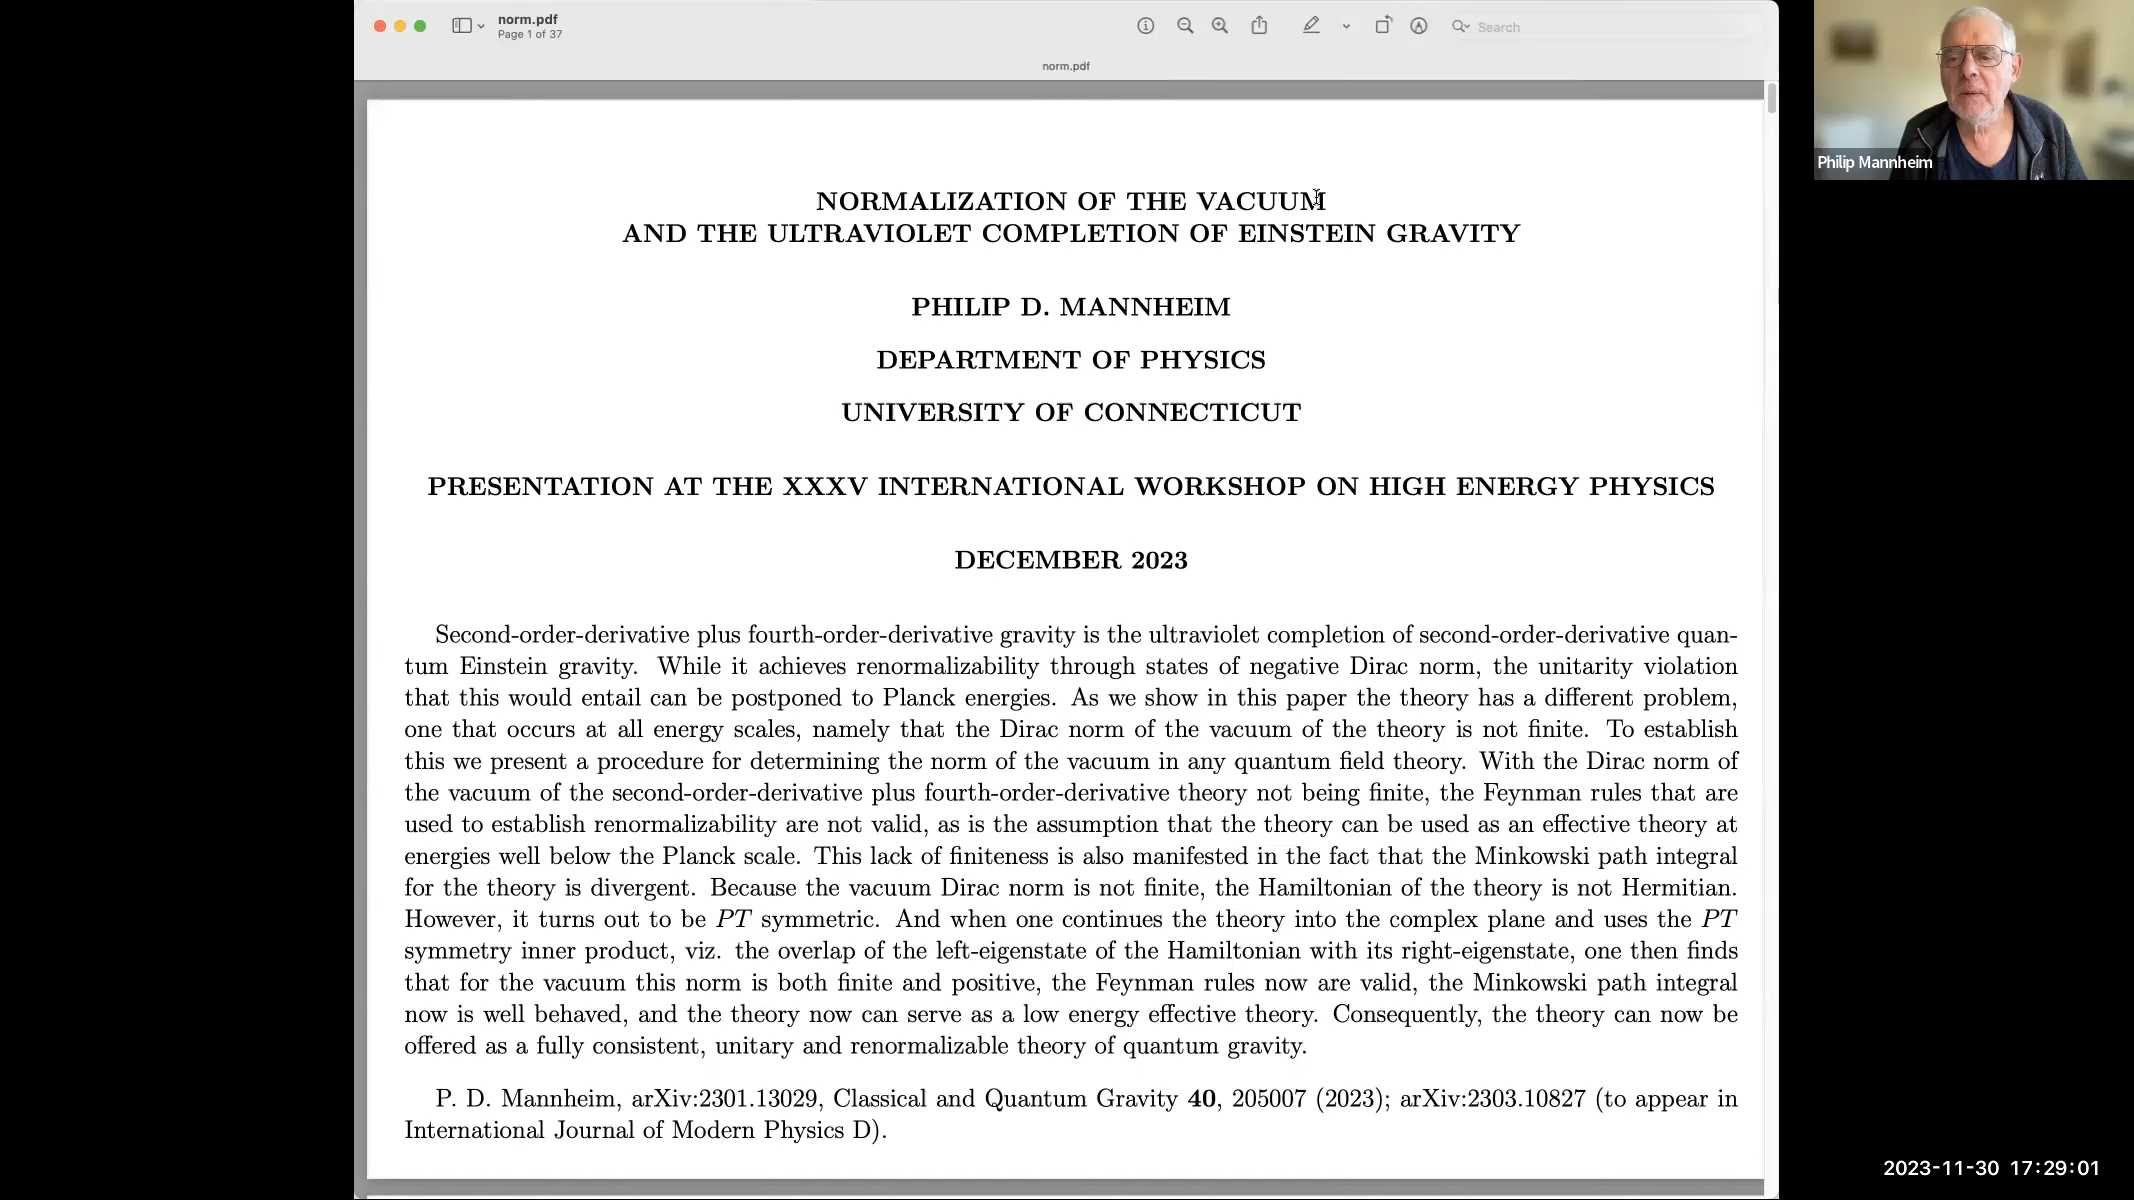 norm.pdf
Page 1 of 37
Search
norm.pdf
Philip Mannheim
NORMALIZATION OF THE VACUUM
AND THE ULTRAVIOLET COMPLETION OF EINSTEIN GRAVITY
PHILIP D. MANNHEIM
DEPARTMENT OF PHYSICS
UNIVERSITY OF CONNECTICUT
PRESENTATION AT THE XXXV INTERNATIONAL WORKSHOP ON HIGH ENERGY PHYSICS
DECEMBER 2023
Second-order-derivative plus fourth-order-derivative gravity is the ultraviolet completion of second-order-derivative quan-
tum Einstein gravity. While it achieves renormalizability through states of negative Dirac norm, the unitarity violation
that this would entail can be postponed to Planck energies. As we show in this paper the theory has a different problem,
one that occurs at all energy scales, namely that the Dirac norm of the vacuum of the theory is not finite. To establish
this we present a procedure for determining the norm of the vacuum in any quantum field theory. With the Dirac norm of
the vacuum of the second-order-derivative plus fourth-order-derivative theory not being finite, the Feynman rules that are
used to establish renormalizability are not valid, as is the assumption that the theory can be used as an effective theory at
energies well below the Planck scale. This lack of finiteness is also manifested in the fact that the Minkowski path integral
for the theory is divergent. Because the vacuum Dirac norm is not finite, the Hamiltonian of the theory is not Hermitian.
However, it turns out to be PT symmetric. And when one continues the theory into the complex plane and uses the PT
symmetry inner product, viz. the overlap of the left-eigenstate of the Hamiltonian with its right-eigenstate, one then finds
that for the vacuum this norm is both finite and positive, the Feynman rules now are valid, the Minkowski path integral
now is well behaved, and the theory now can serve as a low energy effective theory. Consequently, the theory can now be
offered as a fully consistent, unitary and renormalizable theory of quantum gravity.
P. D. Mannheim, arXiv:2301.13029, Classical and Quantum Gravity 40, 205007 (2023); arXiv:2303.10827 (to appear in
International Journal of Modern Physics D).
2023-11-30 17:29:01